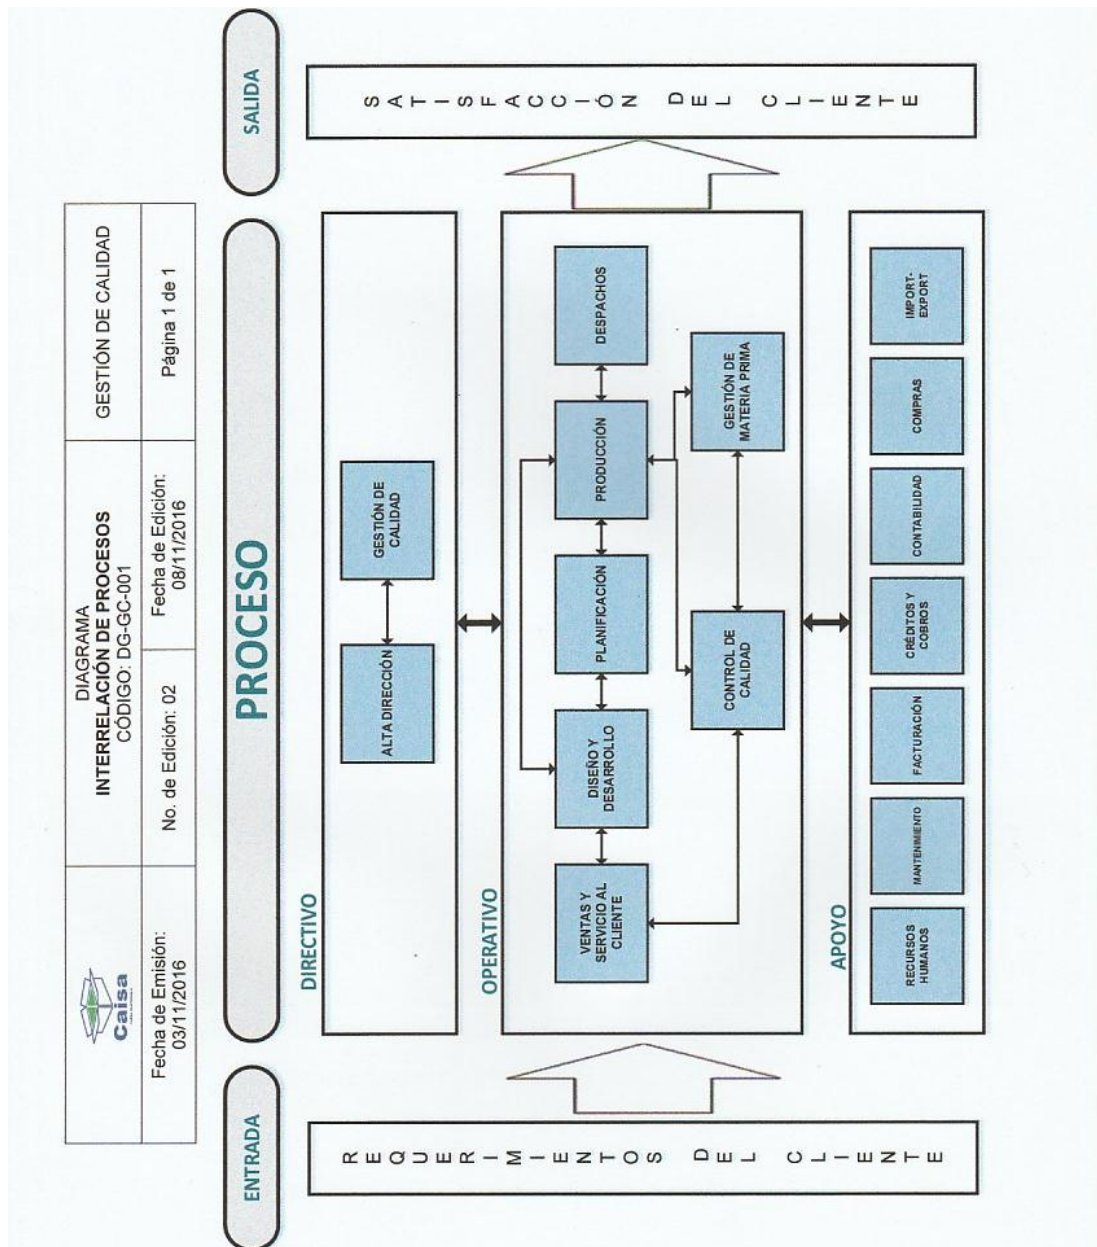 Caisa
DIAGRAMA
INTERRELACIÓN DE PROCESOS
CÓDIGO: DG-GC-001
GESTIÓN DE CALIDAD
Fecha de Emisión:
03/11/2016
No. de Edición: 02
Fecha de Edición:
08/11/2016
Página 1 de 1
ENTRADA
PROCESO
SALIDA
REQUERIMIENTOS DEL CLIENTE
DIRECTIVO
ALTA DIRECCIÓN
GESTIÓN DE
CALIDAD
OPERATIVO
VENTAS Y
SERVICIO AL
CLIENTE
DISEÑO Y
DESARROLLO
PLANIFICACIÓN
PRODUCCIÓN
DESPACHOS
CONTROL DE
CALIDAD
GESTIÓN DE
MATERIA PRIMA
APOYO
RECURSOS
HUMANOS
MANTENIMIENTO
FACTURACIÓN
CRÉDITOS Y
COBROS
CONTABILIDAD
COMPRAS
IMPORT-
EXPORT
SATISFACCIÓN DEL CLIENTE